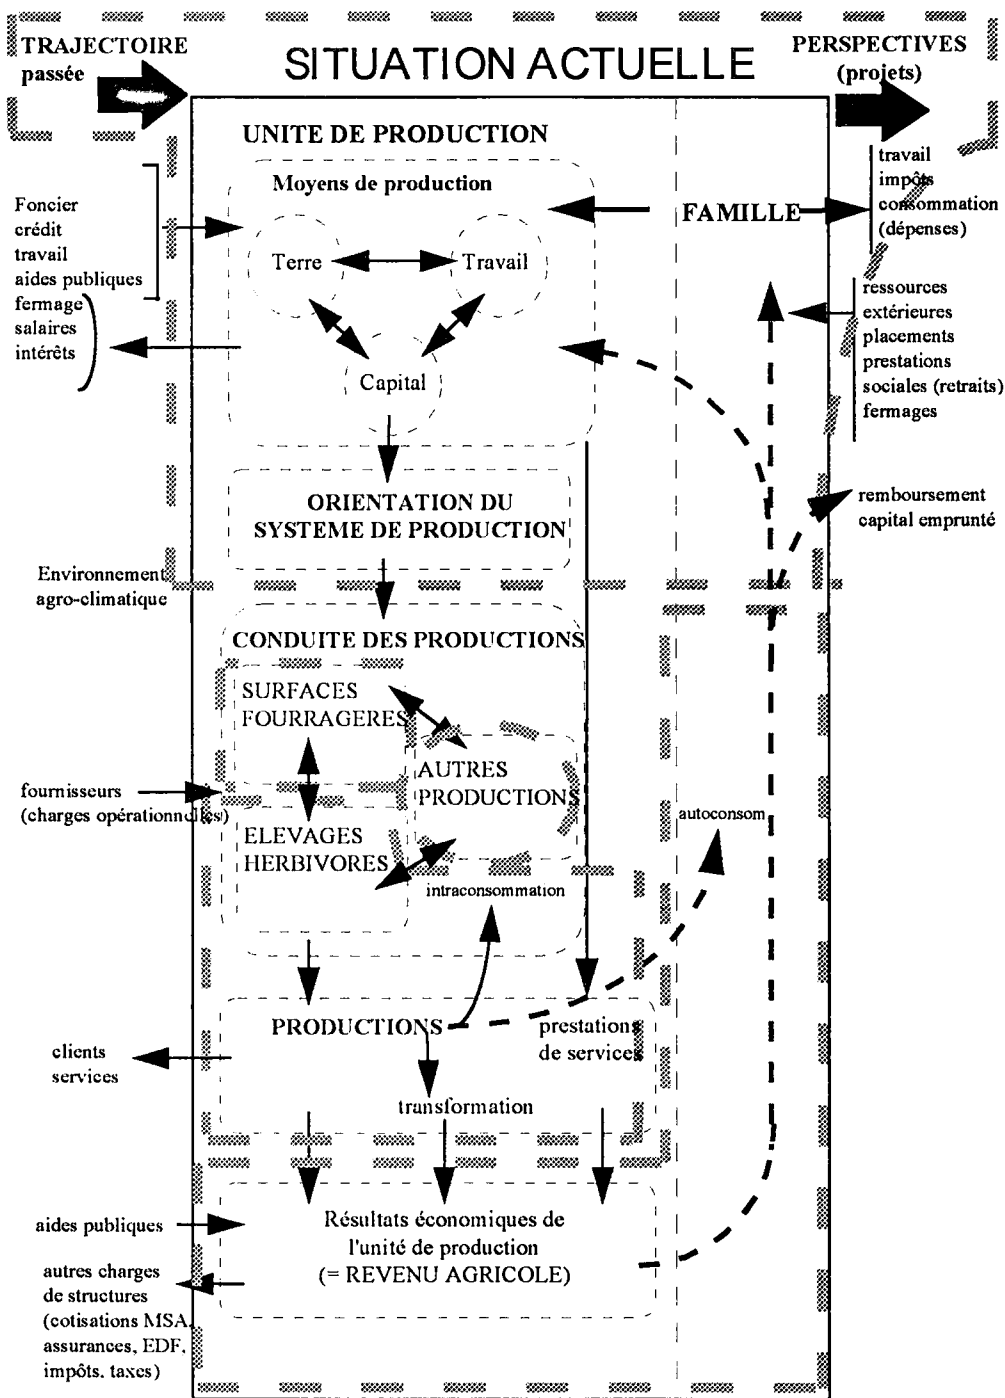 TRAJECTOIRE
passée
SITUATION ACTUELLE
PERSPECTIVES
(projets)
UNITE DE PRODUCTION
Moyens de production
Foncier
crédit
travail
aides publiques
fermage
salaires
intérêts
Terre
Travail
Capital
FAMILLE
travail
impôts
consommation
(dépenses)
ressources
extérieures
placements
prestations
sociales (retraits)
fermages
ORIENTATION DU
SYSTEME DE PRODUCTION
remboursement
capital emprunté
Environnement
agro-climatique
CONDUITE DES PRODUCTIONS
SURFACES
FOURRAGERES
AUTRES
PRODUCTIONS
fournisseurs
(charges opérationnelles)
ELEVAGES
HERBIVORES
intraconsommation
autoconsom
PRODUCTIONS
prestations
de services
clients
services
transformation
aides publiques
Résultats économiques de
l'unité de production
(= REVENU AGRICOLE)
autres charges
de structures
(cotisations MSA,
assurances, EDF,
impôts, taxes)